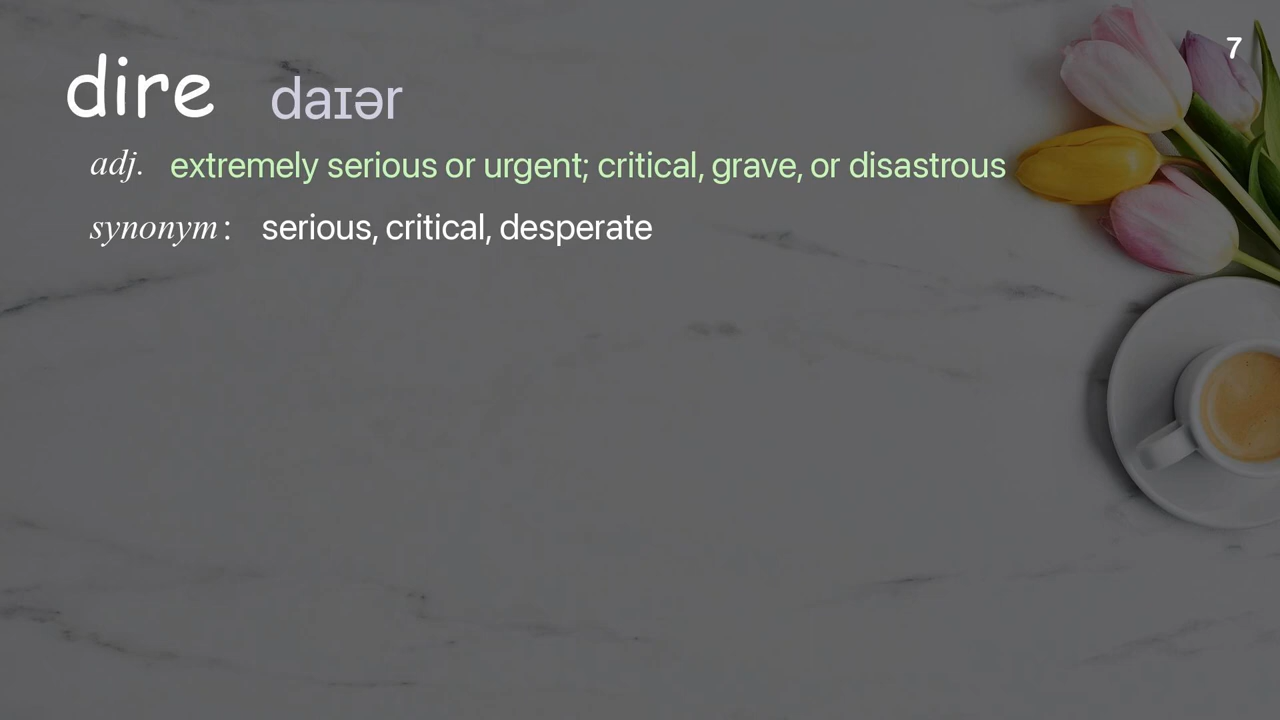 7
dire daɪər
adj. extremely serious or urgent; critical, grave, or disastrous
synonym: serious, critical, desperate